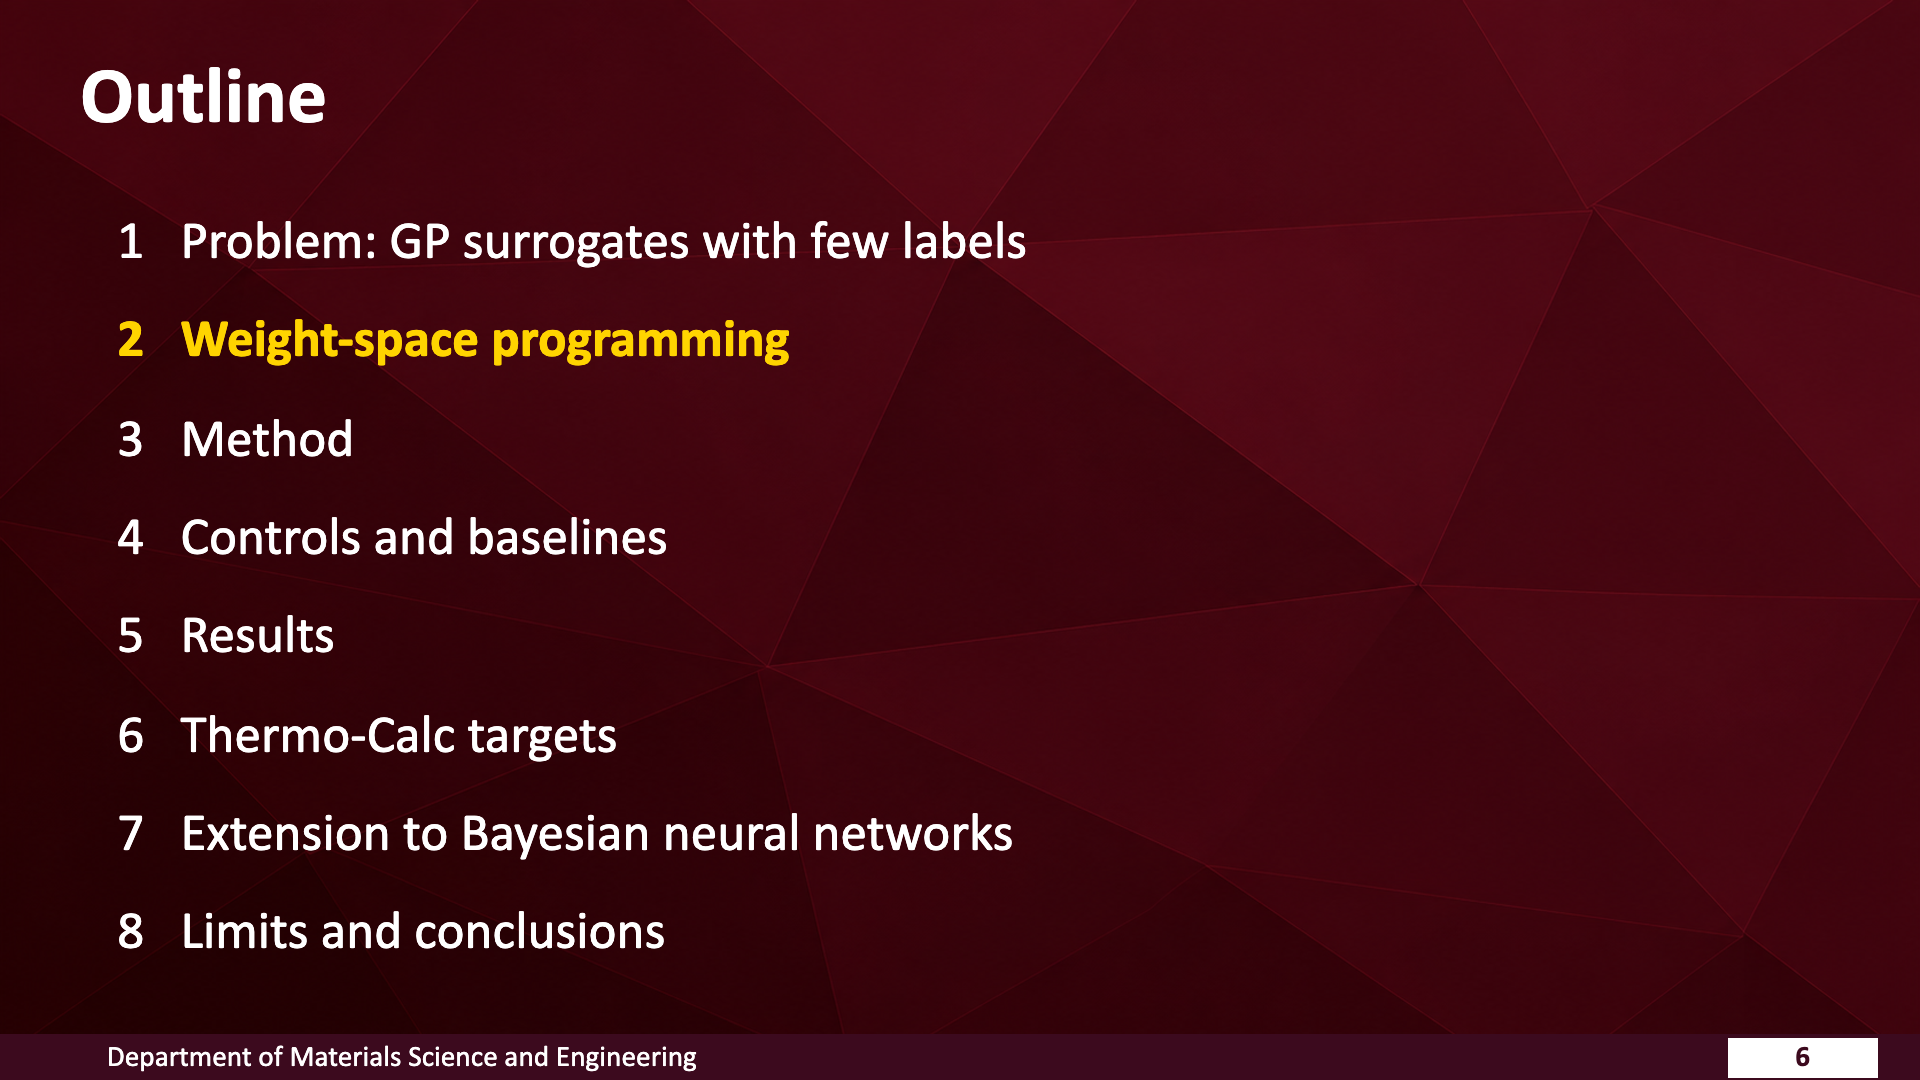 Outline
1 Problem: GP surrogates with few labels
2 Weight-space programming
3 Method
4 Controls and baselines
5 Results
6 Thermo-Calc targets
7 Extension to Bayesian neural networks
8 Limits and conclusions
Department of Materials Science and Engineering
6